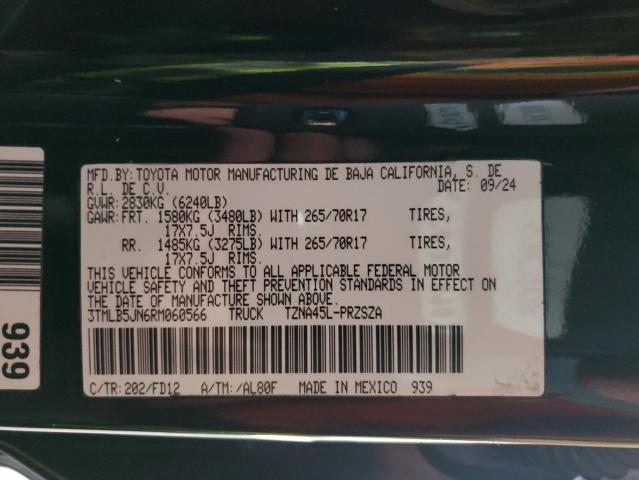 MFD.BY: TOYOTA MOTOR MANUFACTURING DE BAJA CALIFORNIA, S. DE
R.L. DE C.V. DATE: 09/24
GVWR: 2830KG (6240LB)
GAWR: FRT. 1580KG (3480LB) WITH 265/70R17 TIRES,
17X7.5J RIMS.
RR. 1485KG (3275LB) WITH 265/70R17 TIRES,
17X7.5J RIMS.
THIS VEHICLE CONFORMS TO ALL APPLICABLE FEDERAL MOTOR
VEHICLE SAFETY AND THEFT PREVENTION STANDARDS IN EFFECT
ON THE DATE OF MANUFACTURE SHOWN ABOVE.
3TMLB5JN6RM060566 TRUCK TZNA45L-PRZSZA
C/TR: 202/FD12 A/TM: /AL80F MADE IN MEXICO 939
939